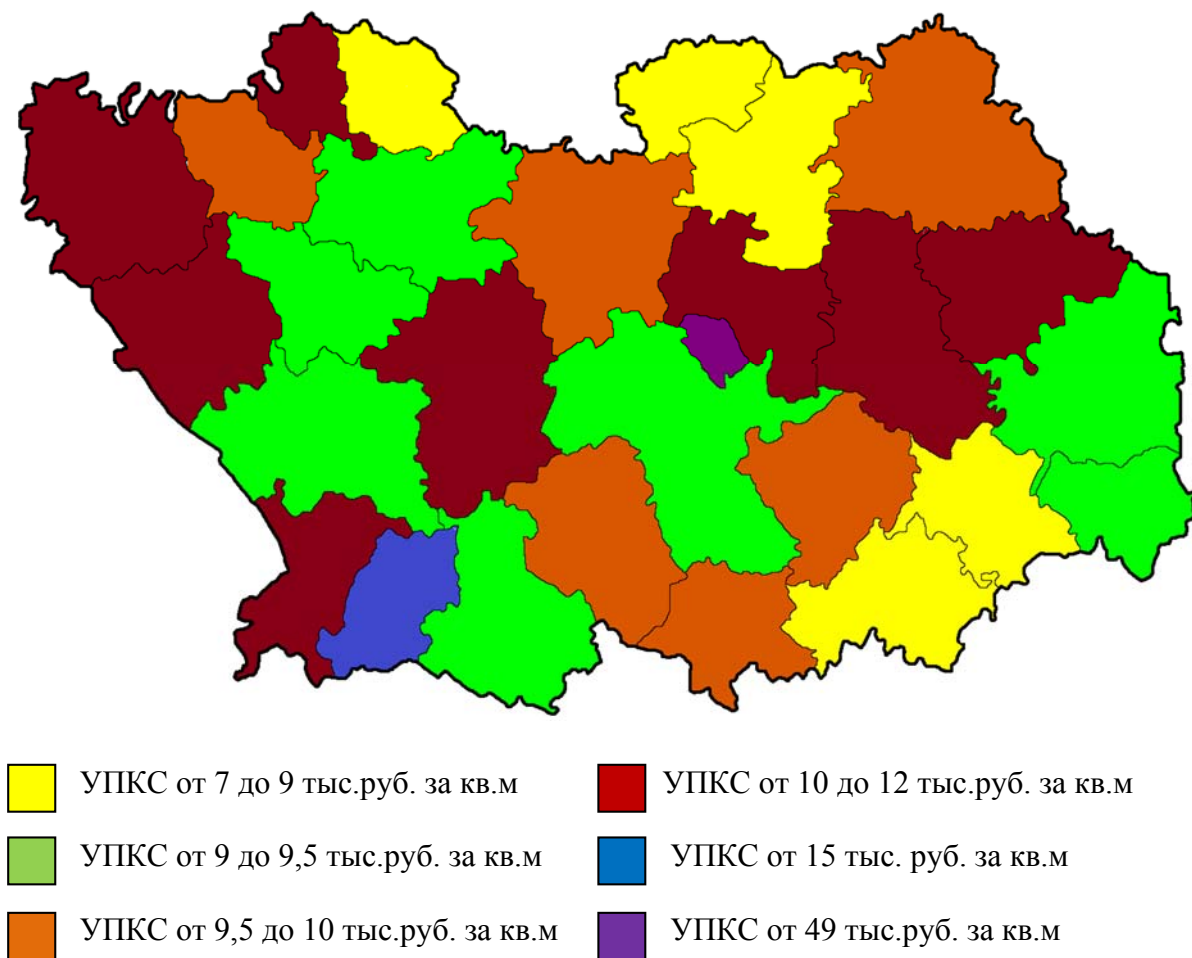 УПКС от 7 до 9 тыс.руб. за кв.м
УПКС от 10 до 12 тыс.руб. за кв.м
УПКС от 9 до 9,5 тыс.руб. за кв.м
УПКС от 15 тыс. руб. за кв.м
УПКС от 9,5 до 10 тыс.руб. за кв.м
УПКС от 49 тыс.руб. за кв.м